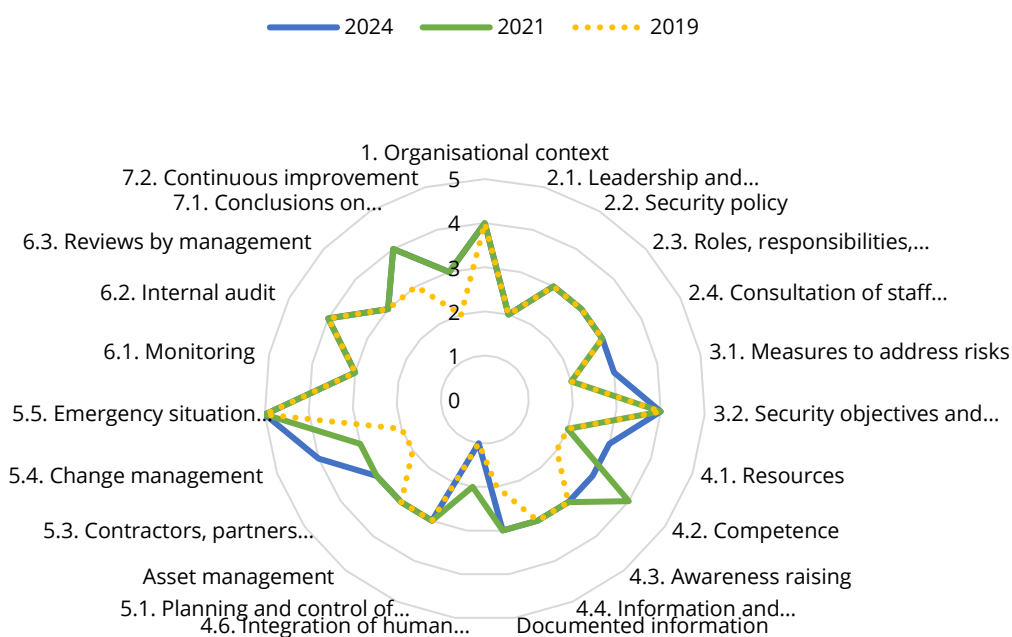 2024 2021 2019
1. Organisational context
2.1. Leadership and...
2.2. Security policy
2.3. Roles, responsibilities,...
2.4. Consultation of staff...
3.1. Measures to address risks
3.2. Security objectives and...
4.1. Resources
4.2. Competence
4.3. Awareness raising
4.4. Information and...
Documented information
4.6. Integration of human...
5.1. Planning and control of...
Asset management
5.3. Contractors, partners...
5.4. Change management
5.5. Emergency situation...
6.1. Monitoring
6.2. Internal audit
6.3. Reviews by management
7.1. Conclusions on...
7.2. Continuous improvement
5
4
3
2
1
0